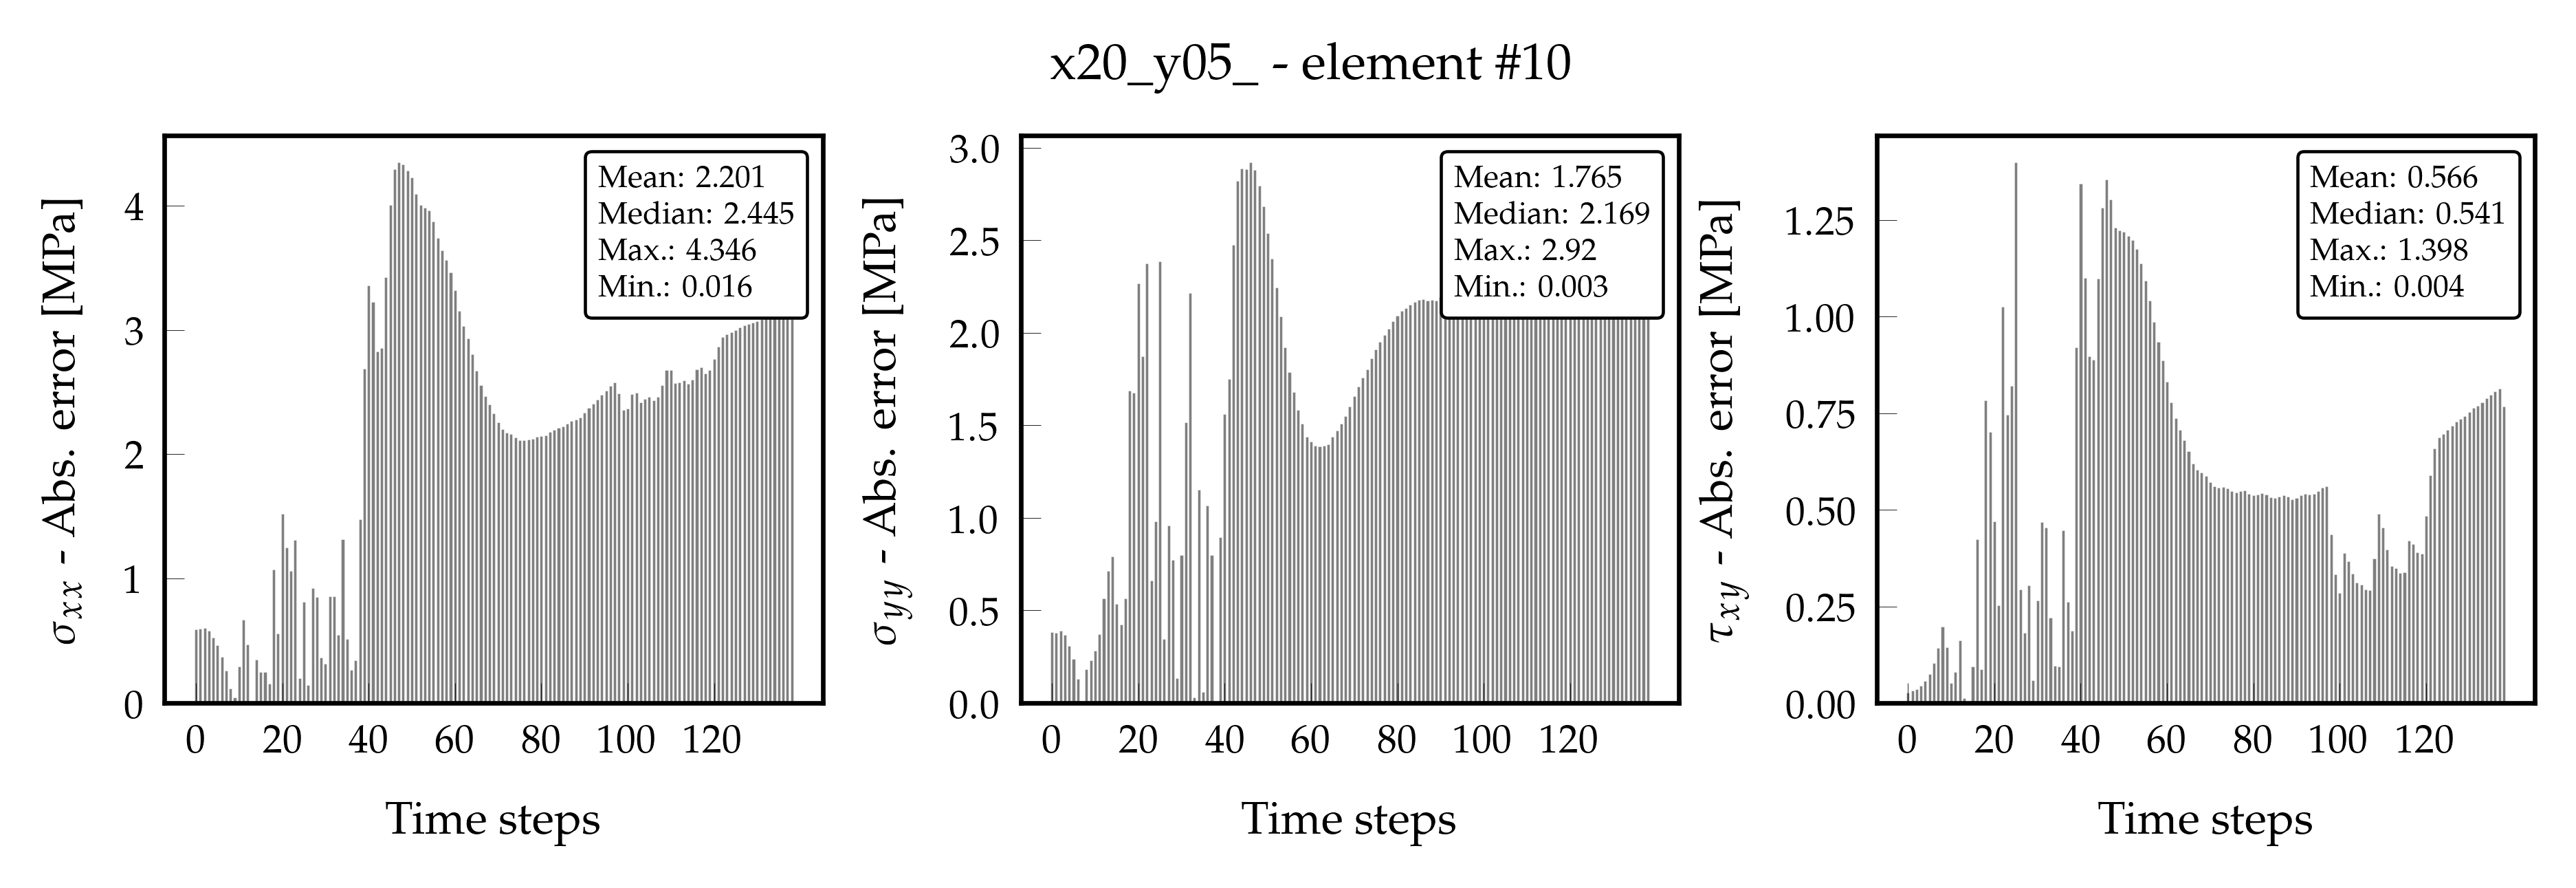 x20_y05_ - element #10
σxx - Abs. error [MPa]
4
3
2
1
0
Mean: 2.201
Median: 2.445
Max.: 4.346
Min.: 0.016
0 20 40 60 80 100 120
Time steps
σyy - Abs. error [MPa]
3.0
2.5
2.0
1.5
1.0
0.5
0.0
Mean: 1.765
Median: 2.169
Max.: 2.92
Min.: 0.003
0 20 40 60 80 100 120
Time steps
τxy - Abs. error [MPa]
1.25
1.00
0.75
0.50
0.25
0.00
Mean: 0.566
Median: 0.541
Max.: 1.398
Min.: 0.004
0 20 40 60 80 100 120
Time steps